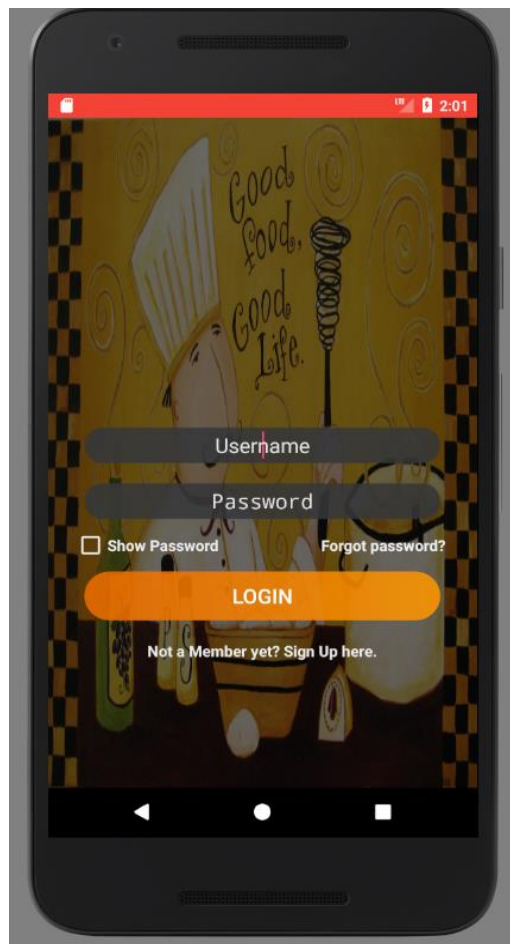 LTE 2:01
Good
food,
Good
Life.
Username
Password
Show Password Forgot password?
LOGIN
Not a Member yet? Sign Up here.